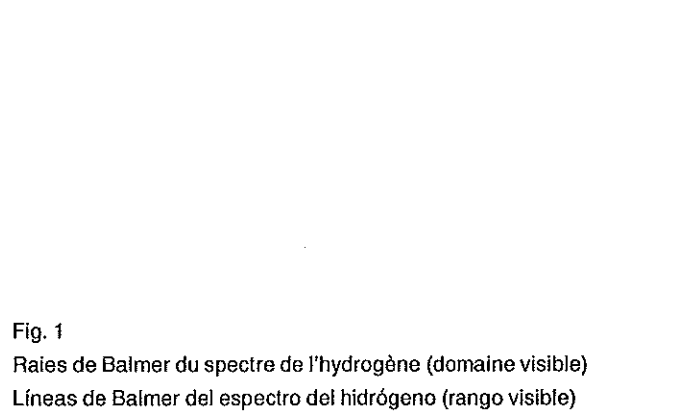 Fig. 1
Raies de Balmer du spectre de l'hydrogène (domaine visible)
Líneas de Balmer del espectro del hidrógeno (rango visible)